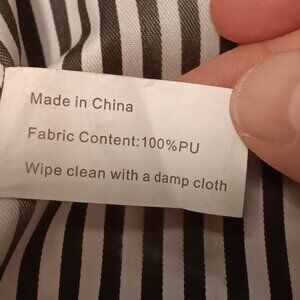 Made in China
Fabric Content:100%PU
Wipe clean with a damp cloth